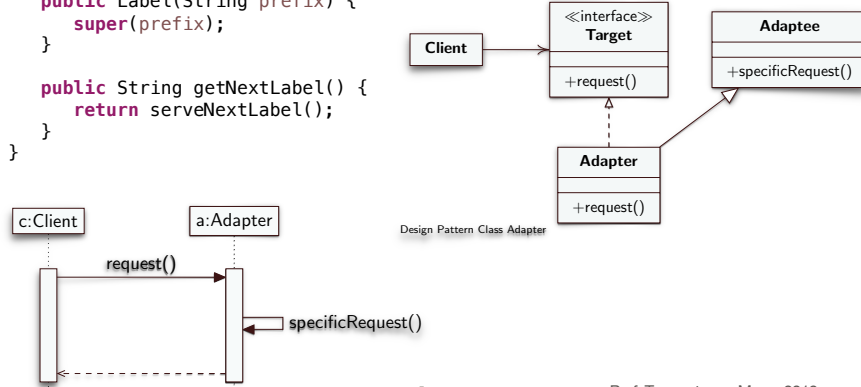 public Label(String prefix) {
super(prefix);
}
public String getNextLabel() {
return serveNextLabel();
}
}
≪interface≫
Target
+request()
Client
Adaptee
+specificRequest()
Adapter
+request()
Design Pattern Class Adapter
c:Client
a:Adapter
request()
specificRequest()